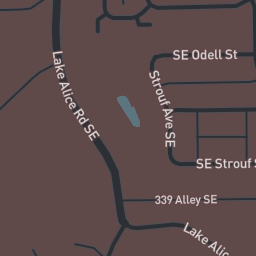 SE Odell St
Lake Alice Rd SE
Strouf Ave SE
SE Strouf S
339 Alley SE
Lake Alic